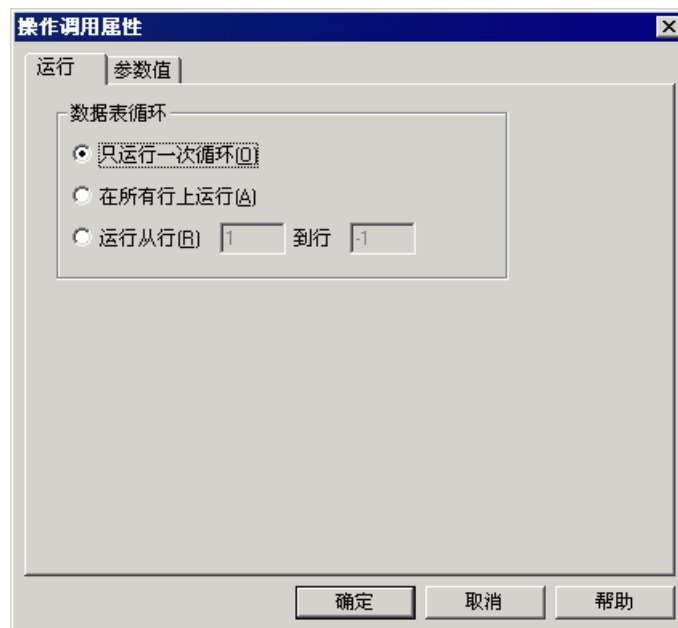 操作调用属性
运行 参数值
数据表循环
只运行一次循环(O)
在所有行上运行(A)
运行从行(R) 1 到行 -1
确定 取消 帮助